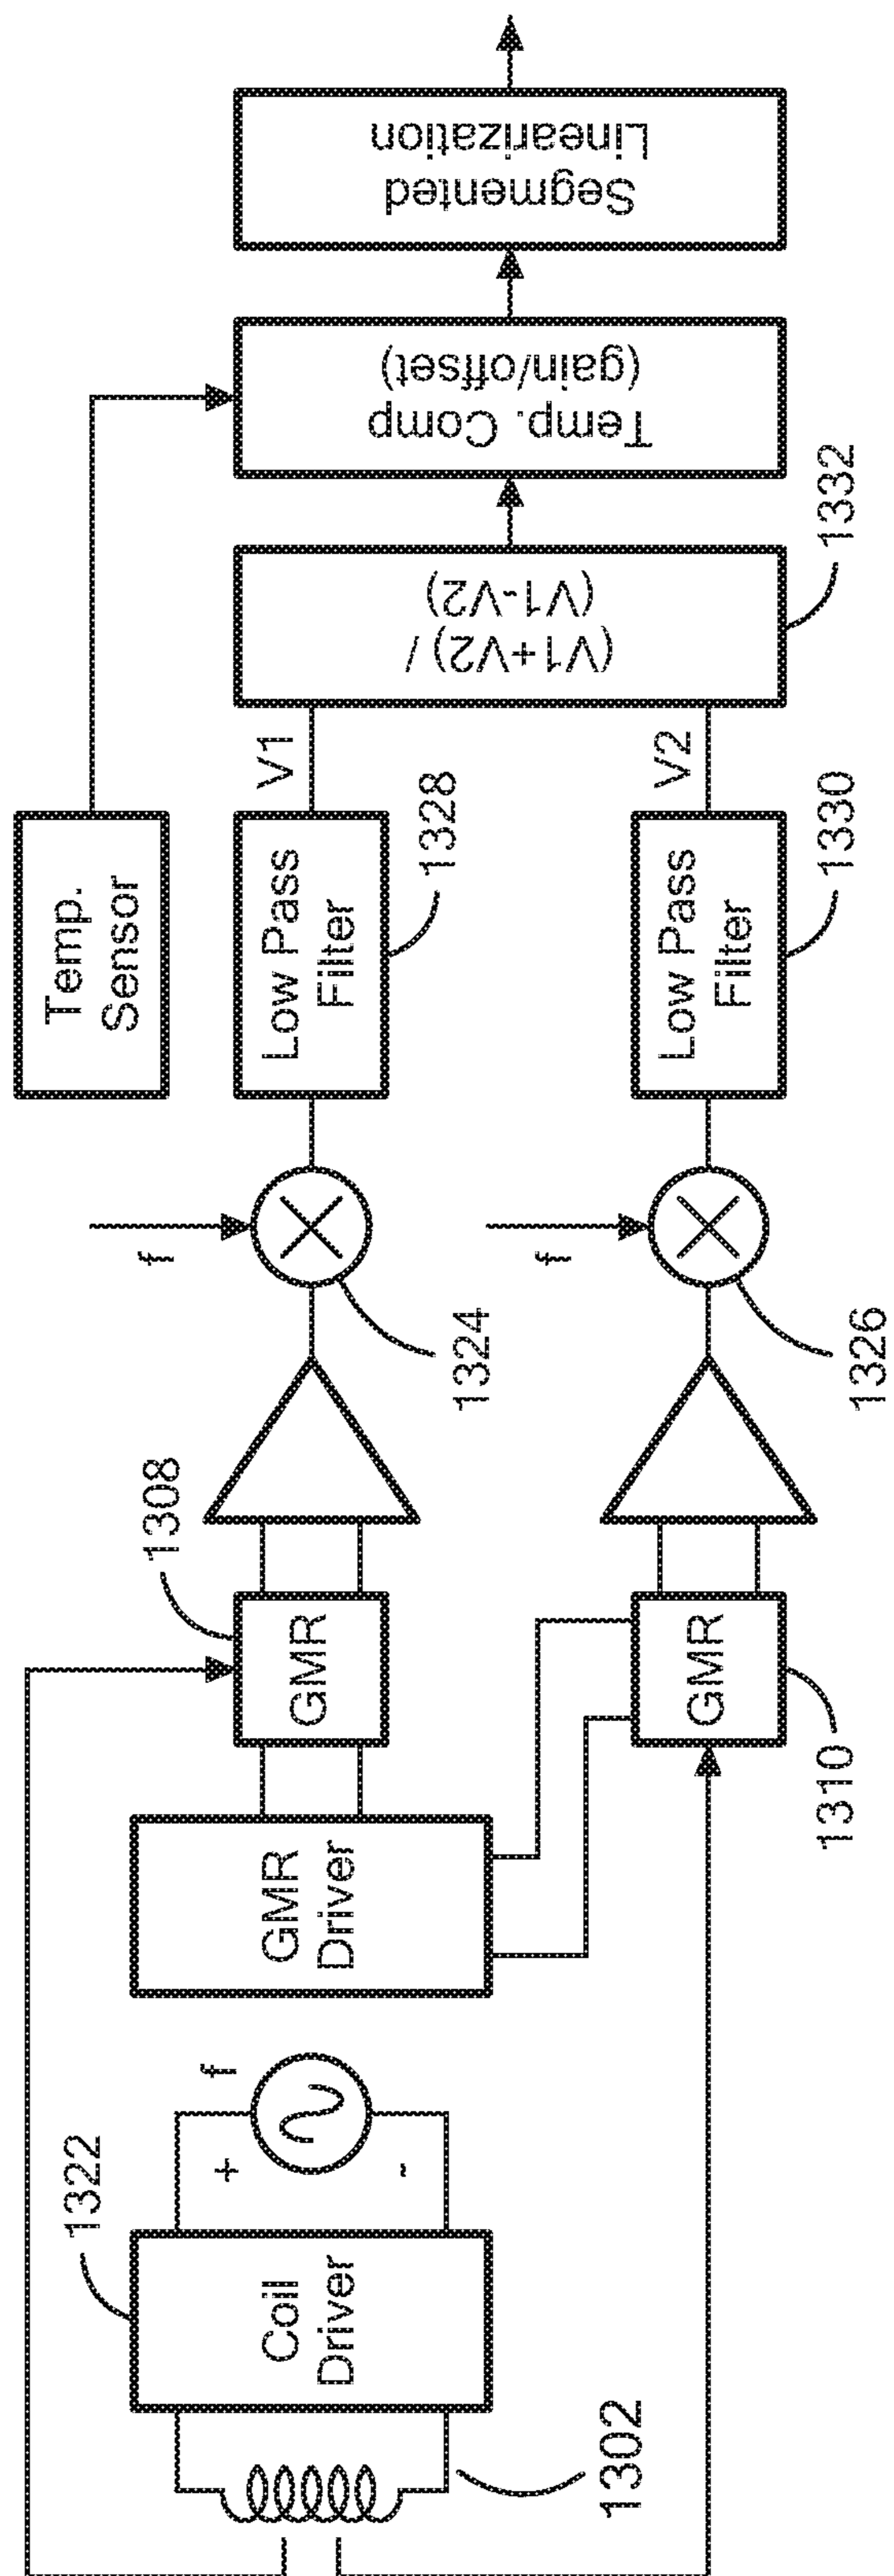 1302
Coil
Driver
1322
+
-
f
GMR
Driver
GMR
1308
GMR
1310
f
1324
f
1326
Temp.
Sensor
Low Pass
Filter
1328
Low Pass
Filter
1330
V1
V2
(V1+V2) /
(V1-V2)
1332
Temp. Comp
(gain/offset)
Segmented
Linearization